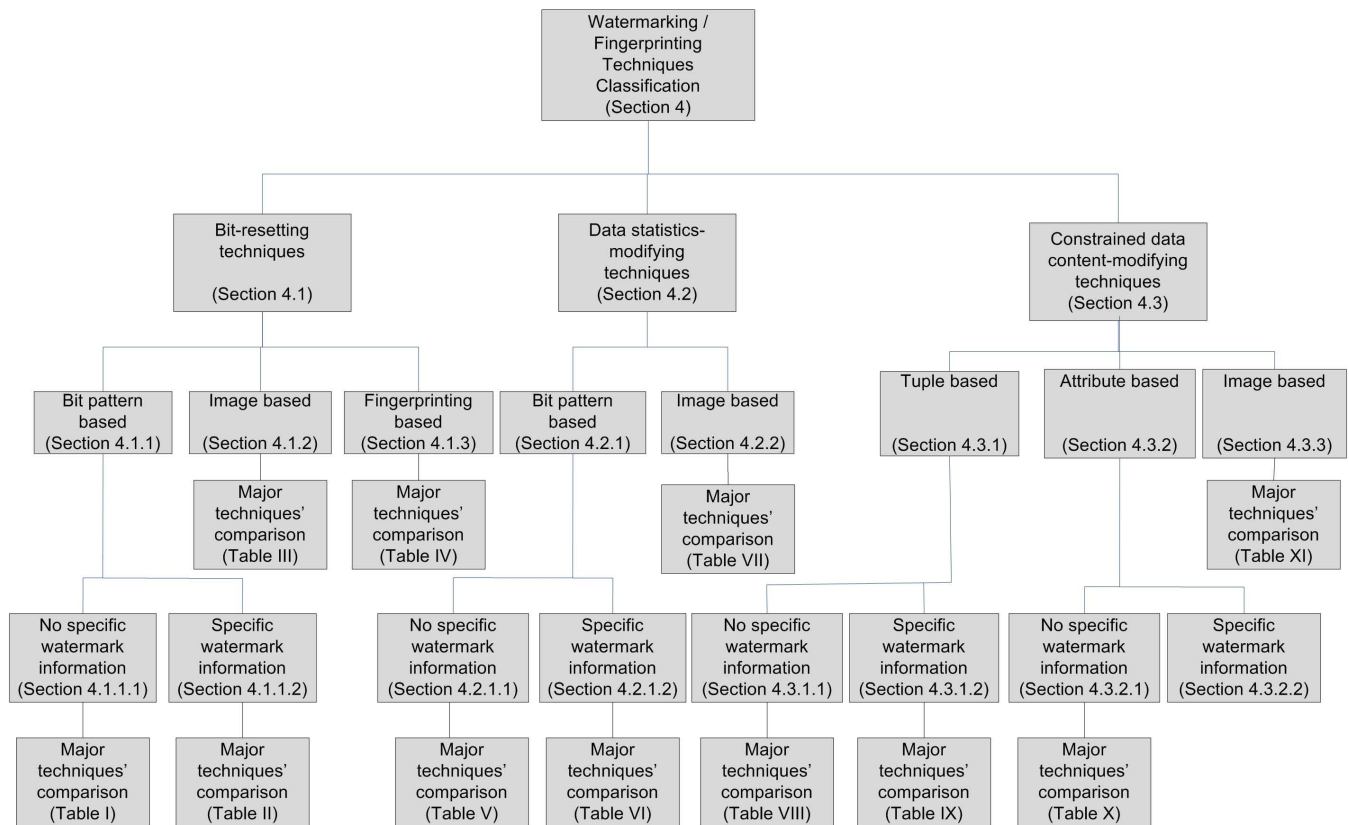 Watermarking /
Fingerprinting
Techniques
Classification
(Section 4)
Bit-resetting
techniques
(Section 4.1)
Data statistics-
modifying
techniques
(Section 4.2)
Constrained data
content-modifying
techniques
(Section 4.3)
Bit pattern
based
(Section 4.1.1)
Image based
(Section 4.1.2)
Fingerprinting
based
(Section 4.1.3)
Bit pattern
based
(Section 4.2.1)
Image based
(Section 4.2.2)
Tuple based
(Section 4.3.1)
Attribute based
(Section 4.3.2)
Image based
(Section 4.3.3)
Major
techniques’
comparison
(Table III)
Major
techniques’
comparison
(Table IV)
Major
techniques’
comparison
(Table VII)
Major
techniques’
comparison
(Table XI)
No specific
watermark
information
(Section 4.1.1.1)
Specific
watermark
information
(Section 4.1.1.2)
No specific
watermark
information
(Section 4.2.1.1)
Specific
watermark
information
(Section 4.2.1.2)
No specific
watermark
information
(Section 4.3.1.1)
Specific
watermark
information
(Section 4.3.1.2)
No specific
watermark
information
(Section 4.3.2.1)
Specific
watermark
information
(Section 4.3.2.2)
Major
techniques’
comparison
(Table I)
Major
techniques’
comparison
(Table II)
Major
techniques’
comparison
(Table V)
Major
techniques’
comparison
(Table VI)
Major
techniques’
comparison
(Table VIII)
Major
techniques’
comparison
(Table IX)
Major
techniques’
comparison
(Table X)